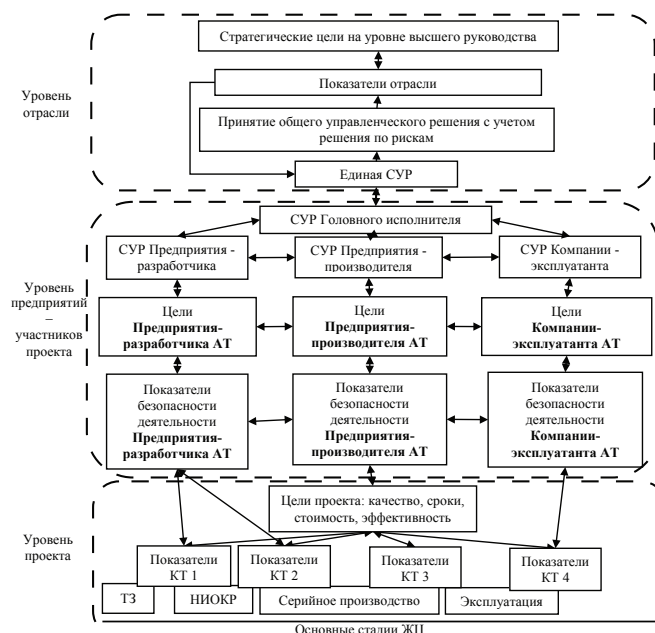 Стратегические цели на уровне высшего руководства
Уровень
отрасли
Показатели отрасли
Принятие общего управленческого решения с учетом
решения по рискам
Единая СУР
Уровень
предприятий
–
участников
проекта
СУР Головного исполнителя
СУР Предприятия -
разработчика
СУР Предприятия -
производителя
СУР Компании -
эксплуатанта
Цели
Предприятия-
разработчика АТ
Цели
Предприятия-
производителя АТ
Цели
Компании-
эксплуатанта АТ
Показатели
безопасности
деятельности
Предприятия-
разработчика АТ
Показатели
безопасности
деятельности
Предприятия-
производителя АТ
Показатели
безопасности
деятельности
Компании-
эксплуатанта АТ
Уровень
проекта
Цели проекта: качество, сроки,
стоимость, эффективность
Показатели
КТ 1
Показатели
КТ 2
Показатели
КТ 3
Показатели
КТ 4
ТЗ
НИОКР
Серийное производство
Эксплуатация
Основные стадии ЖЦ